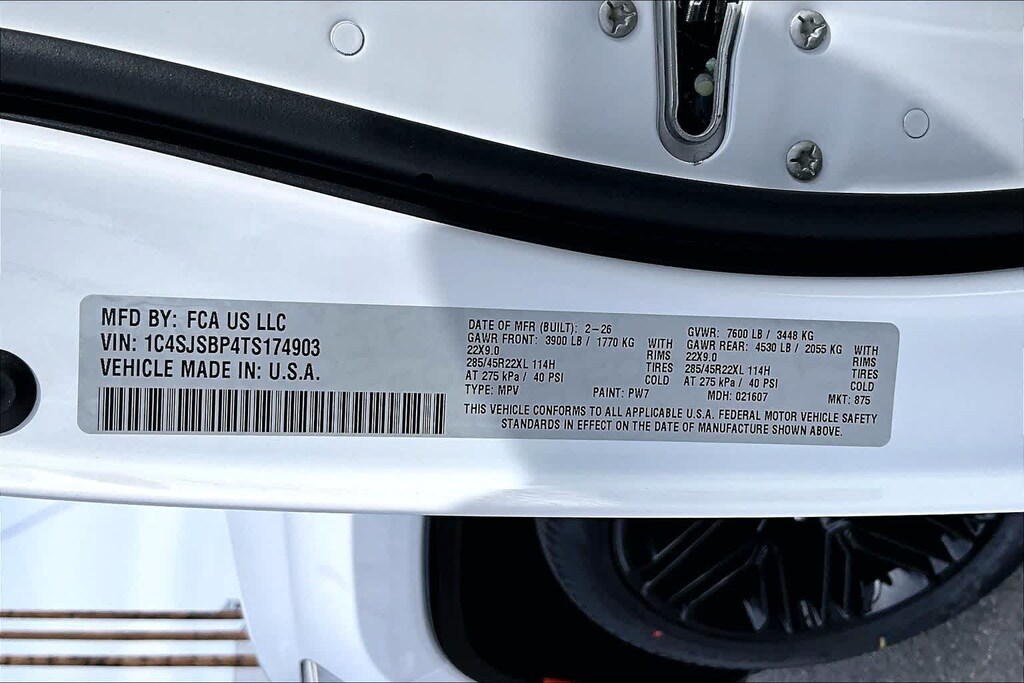 MFD BY: FCA US LLC
VIN: 1C4SJSBP4TS174903
VEHICLE MADE IN: U.S.A.
DATE OF MFR (BUILT): 2-26
GAWR FRONT: 3900 LB / 1770 KG WITH
22X9.0 RIMS
285/45R22XL 114H TIRES
AT 275 kPa / 40 PSI COLD
TYPE: MPV PAINT: PW7
GVWR: 7600 LB / 3448 KG
GAWR REAR: 4530 LB / 2055 KG WITH
22X9.0 RIMS
285/45R22XL 114H TIRES
AT 275 kPa / 40 PSI COLD
MDH: 021607 MKT: 875
THIS VEHICLE CONFORMS TO ALL APPLICABLE U.S.A. FEDERAL MOTOR VEHICLE SAFETY
STANDARDS IN EFFECT ON THE DATE OF MANUFACTURE SHOWN ABOVE.